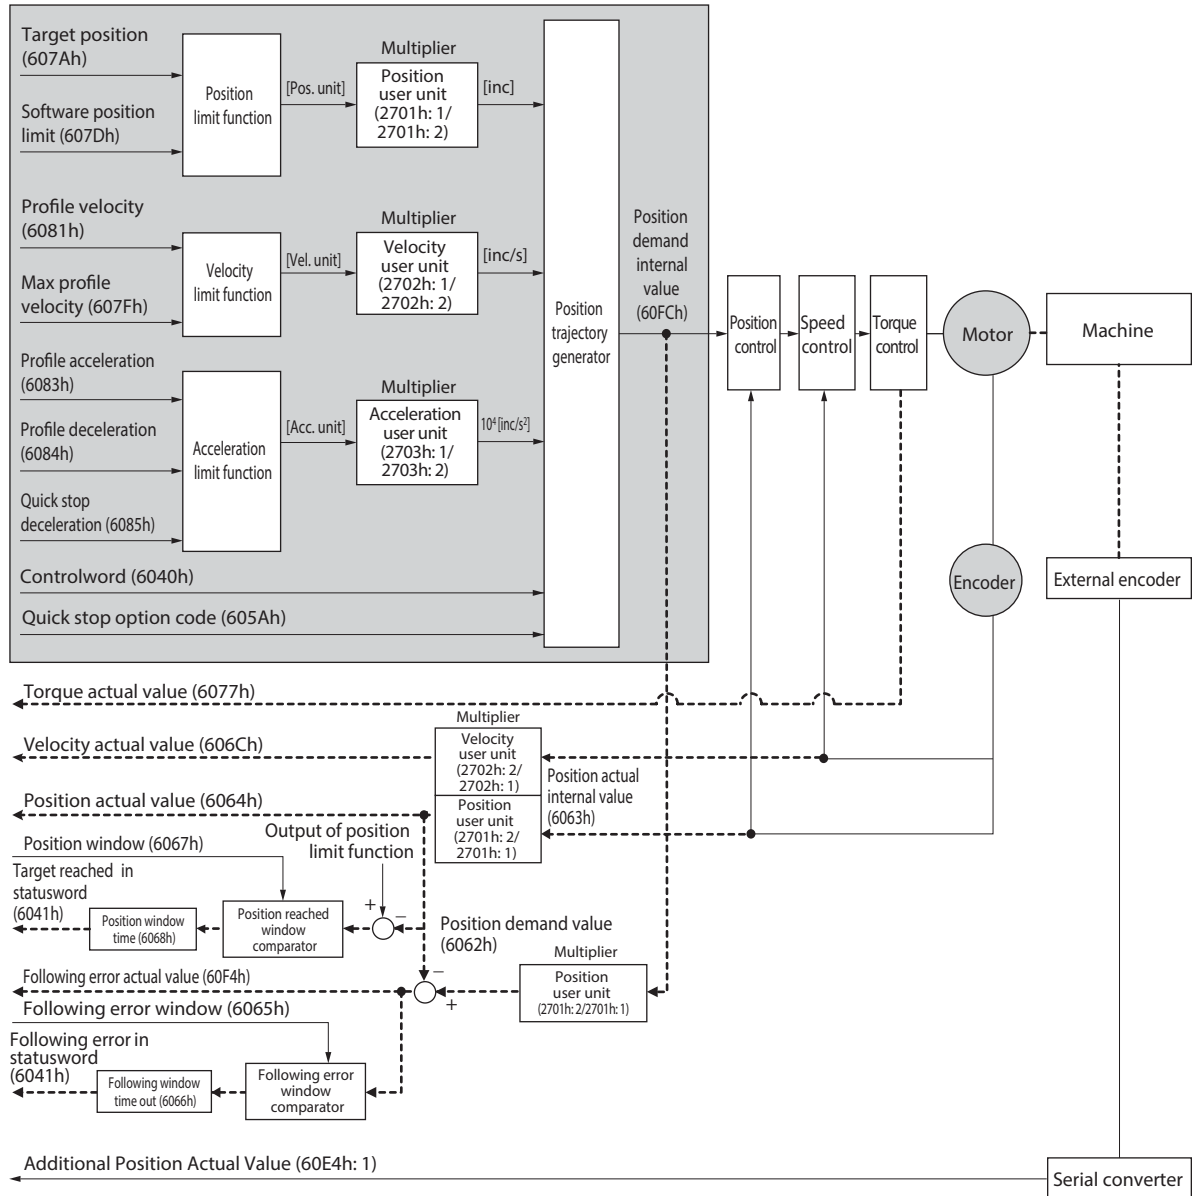 Target position
(607Ah)
Software position
limit (607Dh)
Position
limit function
[Pos. unit]
Multiplier
Position
user unit
(2701h: 1/
2701h: 2)
[inc]
Profile velocity
(6081h)
Max profile
velocity (607Fh)
Velocity
limit function
[Vel. unit]
Multiplier
Velocity
user unit
(2702h: 1/
2702h: 2)
[inc/s]
Profile acceleration
(6083h)
Profile deceleration
(6084h)
Quick stop
deceleration (6085h)
Acceleration
limit function
[Acc. unit]
Multiplier
Acceleration
user unit
(2703h: 1/
2703h: 2)
10⁴ [inc/s²]
Controlword (6040h)
Quick stop option code (605Ah)
Position
trajectory
generator
Position
demand
internal
value
(60FCh)
Position
control
Speed
control
Torque
control
Motor
Machine
Encoder
External encoder
Torque actual value (6077h)
Velocity actual value (606Ch)
Multiplier
Velocity
user unit
(2702h: 2/
2702h: 1)
Position actual
internal value
(6063h)
Position actual value (6064h)
Position
user unit
(2701h: 2/
2701h: 1)
Position window (6067h)
Output of position
limit function
Target reached in
statusword
(6041h)
Position window
time (6068h)
Position reached
window
comparator
+
−
Position demand value
(6062h)
Multiplier
Position
user unit
(2701h: 2/2701h: 1)
Following error actual value (60F4h)
−
+
Following error window (6065h)
Following error in
statusword
(6041h)
Following window
time out (6066h)
Following error
window
comparator
Additional Position Actual Value (60E4h: 1)
Serial converter